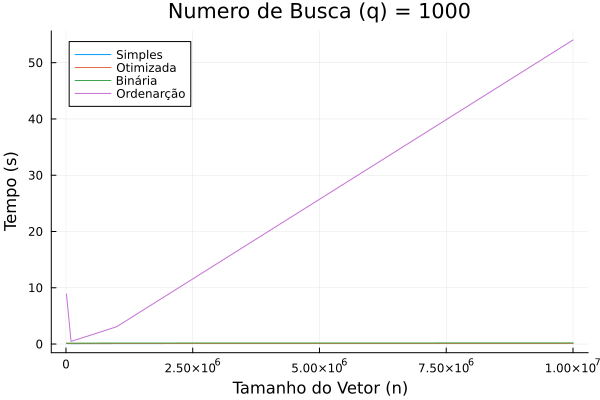 Numero de Busca (q) = 1000
Simples
Otimizada
Binária
Ordenarção
Tempo (s)
50
40
30
20
10
0
0 2.50×10⁶ 5.00×10⁶ 7.50×10⁶ 1.00×10⁷
Tamanho do Vetor (n)